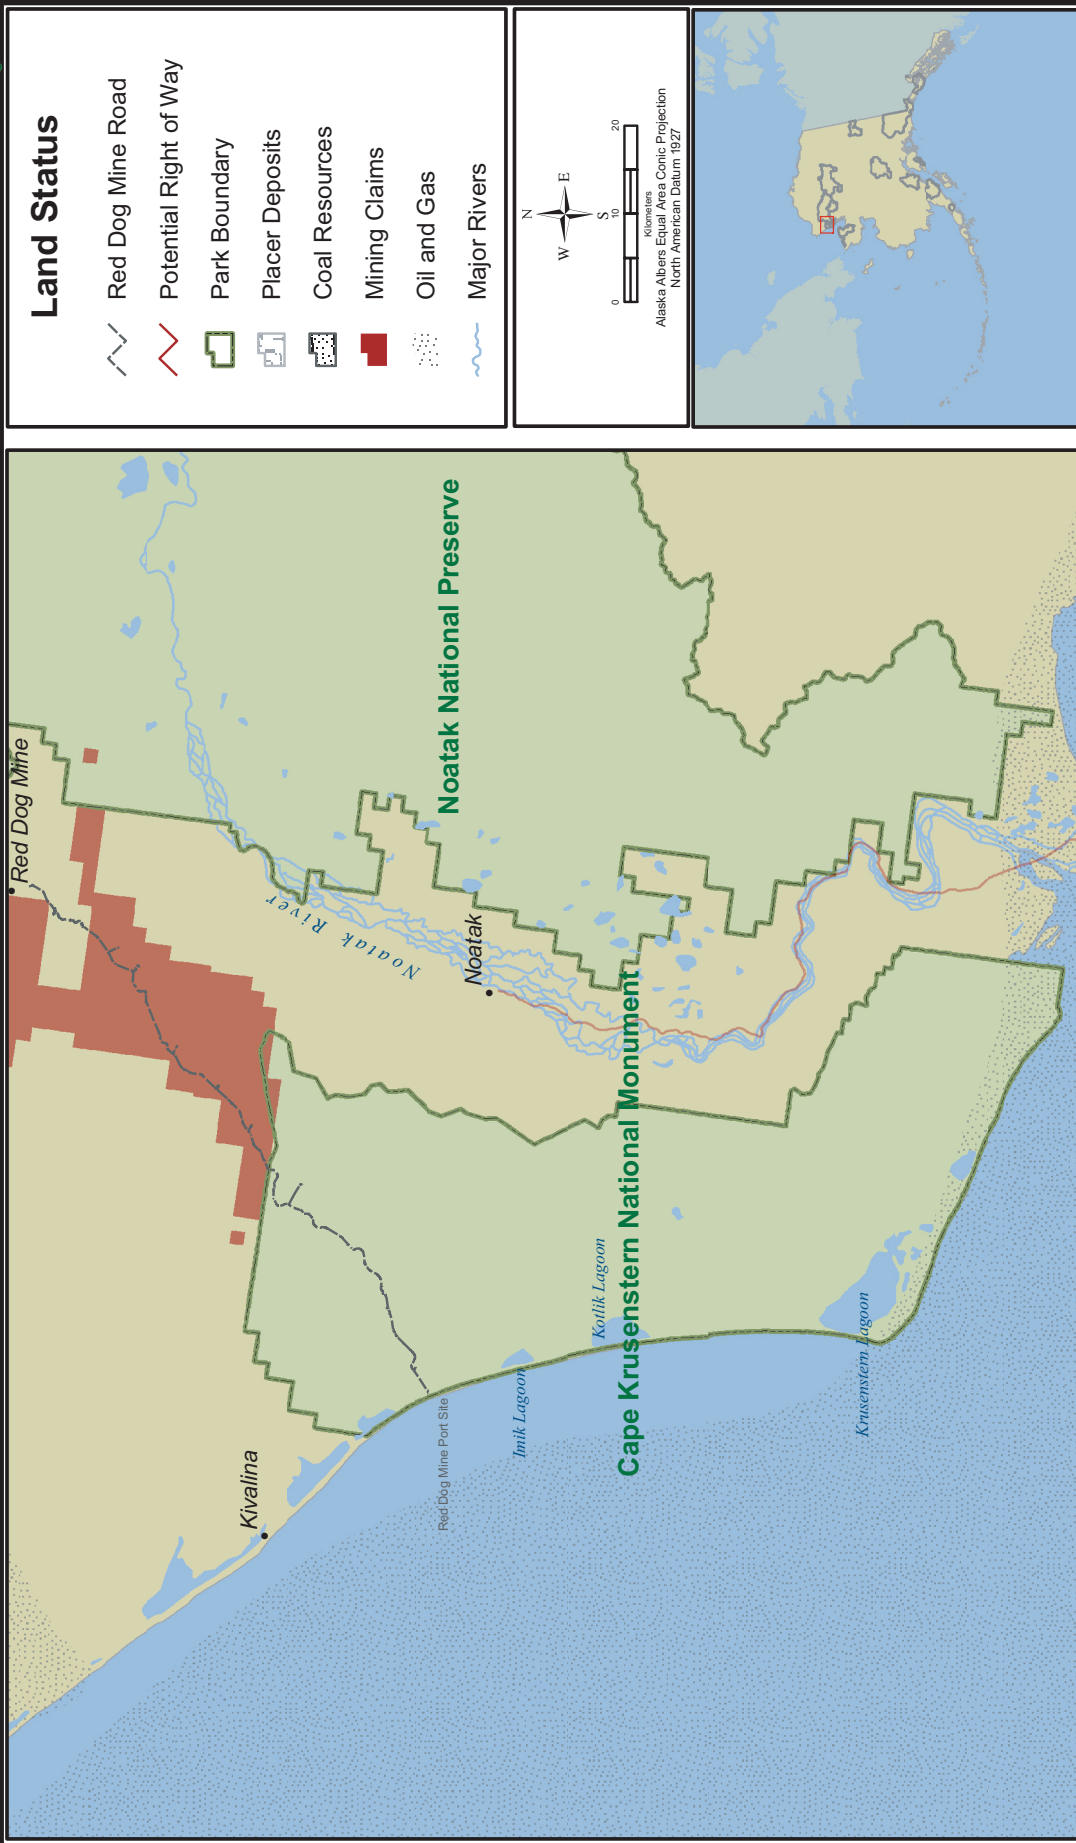 Land Status
Red Dog Mine Road
Potential Right of Way
Park Boundary
Placer Deposits
Coal Resources
Mining Claims
Oil and Gas
Major Rivers
N
W
E
S
0
10
20
Kilometers
Alaska Albers Equal Area Conic Projection
North American Datum 1927
Red Dog Mine
Noatak National Preserve
Noatak River
Noatak
Cape Krusenstern National Monument
Kotlik Lagoon
Imik Lagoon
Krusenstern Lagoon
Red Dog Mine Port Site
Kivalina